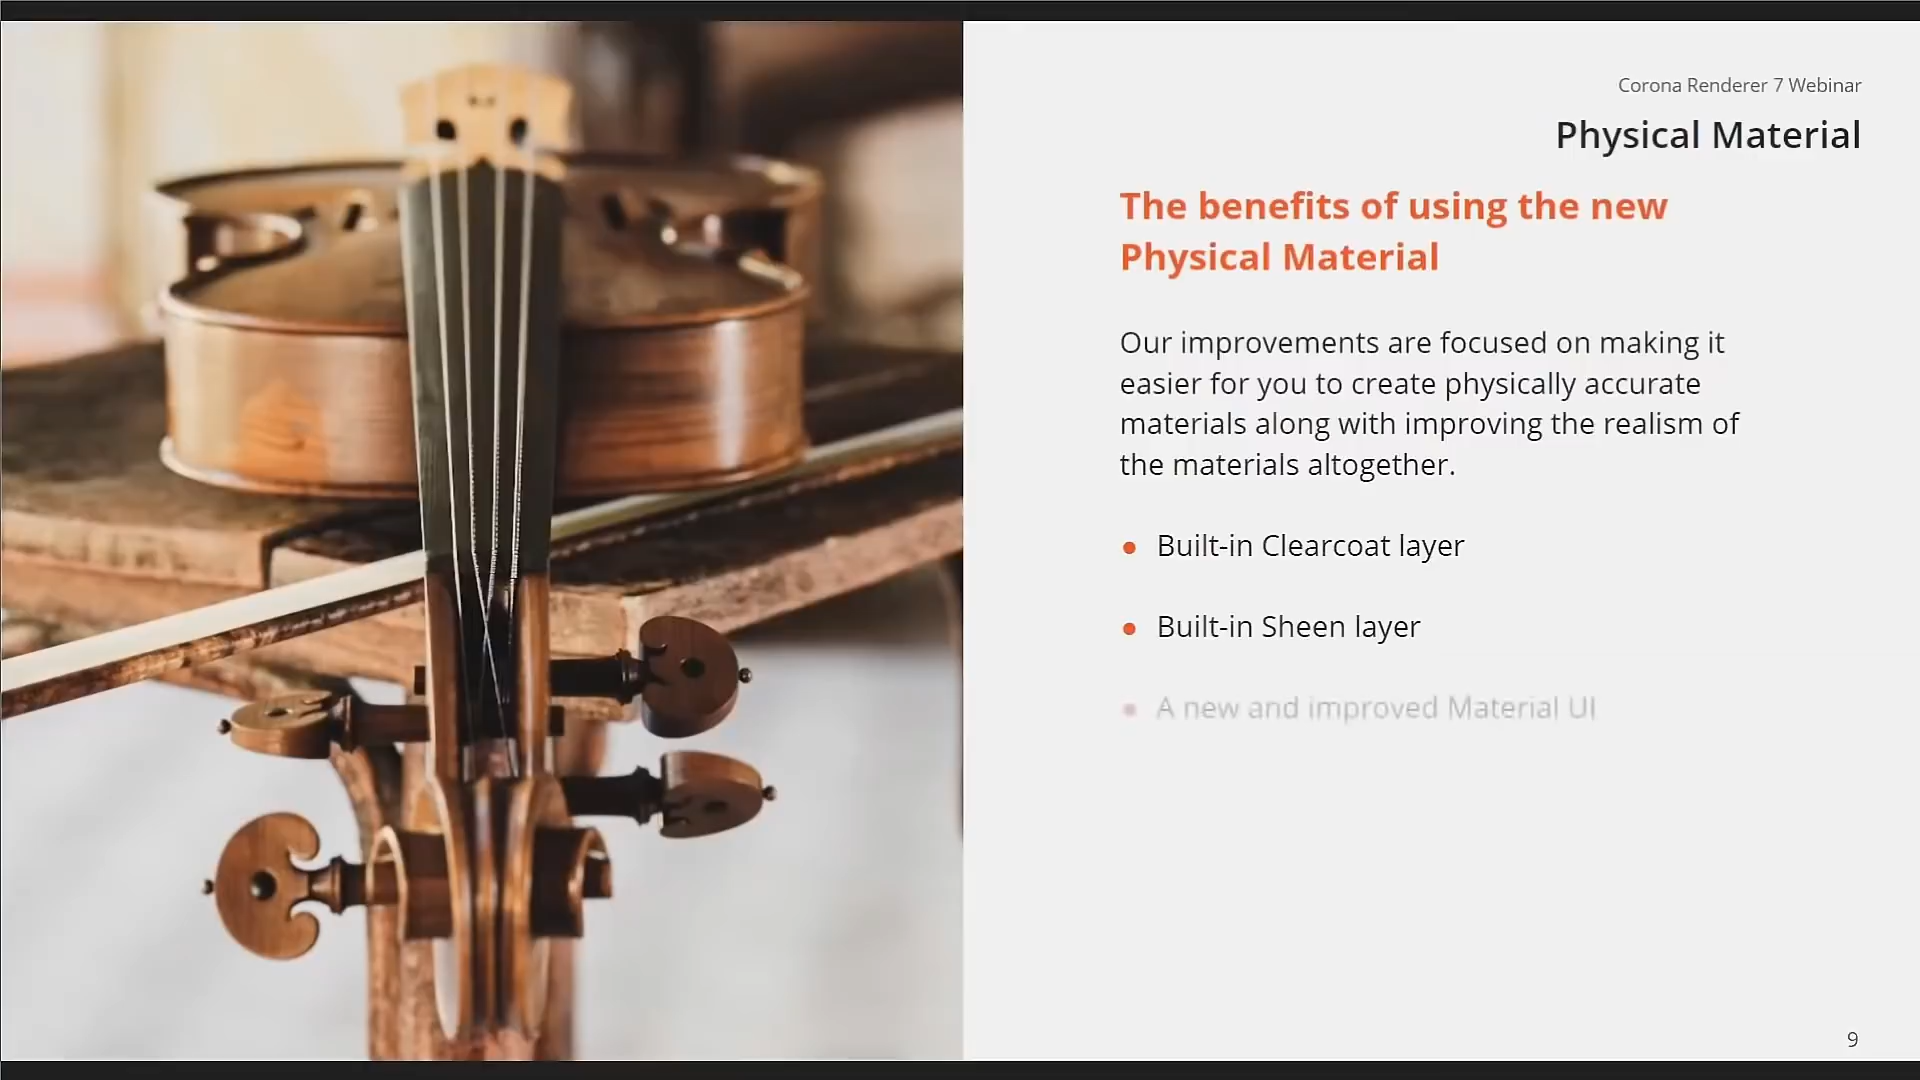 Corona Renderer 7 Webinar
Physical Material
The benefits of using the new
Physical Material
Our improvements are focused on making it
easier for you to create physically accurate
materials along with improving the realism of
the materials altogether.
• Built-in Clearcoat layer
• Built-in Sheen layer
• A new and improved Material UI
9